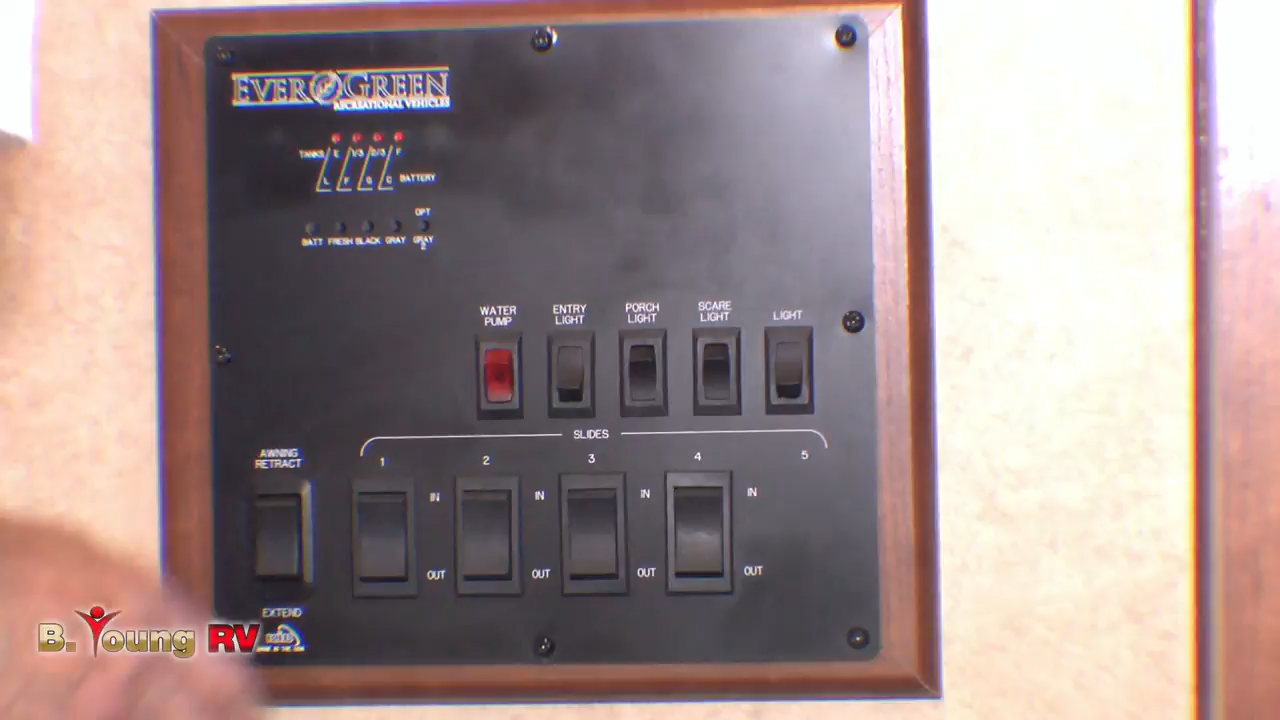 EVERGREEN
RECREATIONAL VEHICLES
TANKS E 1/3 2/3 F
L F G C BATTERY
OPT
BATT FRESH BLACK GRAY GRAY
2
WATER
PUMP
ENTRY
LIGHT
PORCH
LIGHT
SCARE
LIGHT
LIGHT
SLIDES
1 2 3 4 5
AWNING
RETRACT
IN IN IN IN
OUT OUT OUT OUT
EXTEND
B. Young RV